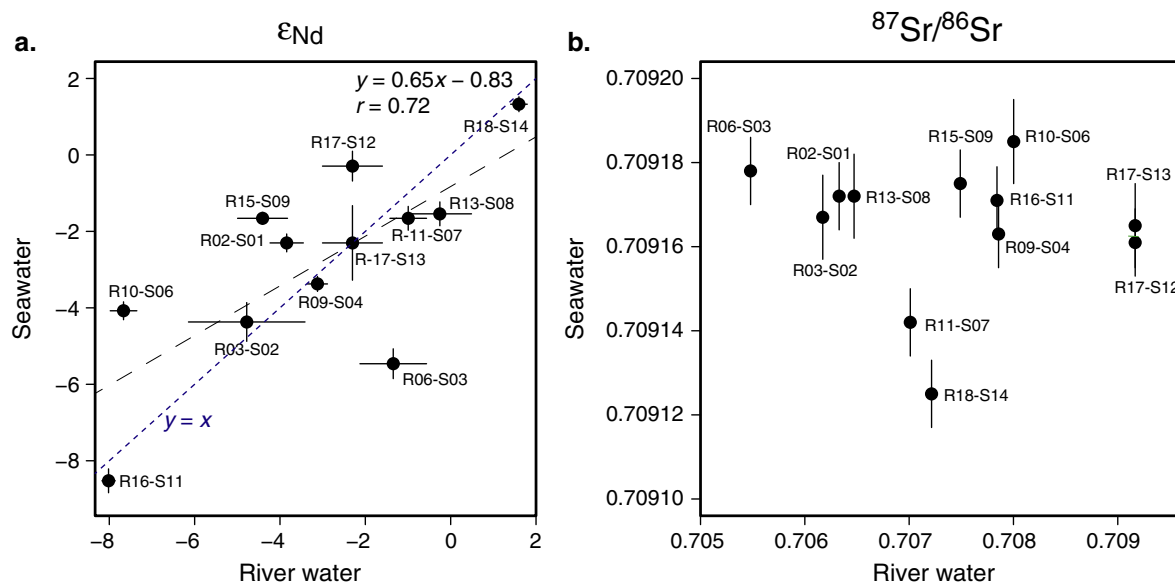 a.
εNd
y = 0.65x − 0.83
r = 0.72
R18-S14
R17-S12
R15-S09
R13-S08
R02-S01
R-11-S07
R-17-S13
R10-S06
R09-S04
R03-S02
R06-S03
y = x
R16-S11
2
0
−2
−4
−6
−8
Seawater
−8 −6 −4 −2 0 2
River water
b.
87Sr/86Sr
R06-S03
R02-S01
R15-S09
R10-S06
R17-S13
R13-S08
R16-S11
R03-S02
R09-S04
R17-S12
R11-S07
R18-S14
0.70920
0.70918
0.70916
0.70914
0.70912
0.70910
Seawater
0.705 0.706 0.707 0.708 0.709
River water